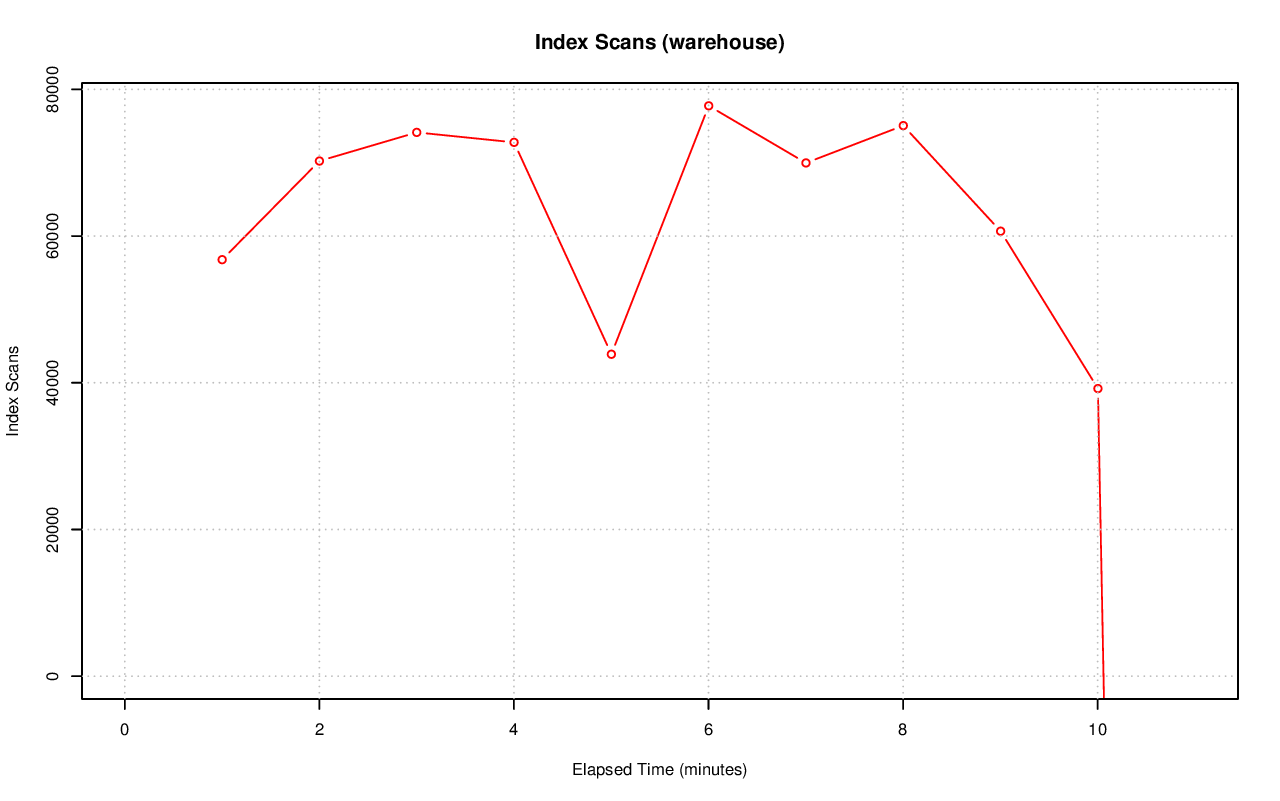 Index Scans (warehouse)
Index Scans
80000
60000
40000
20000
0
0 2 4 6 8 10
Elapsed Time (minutes)